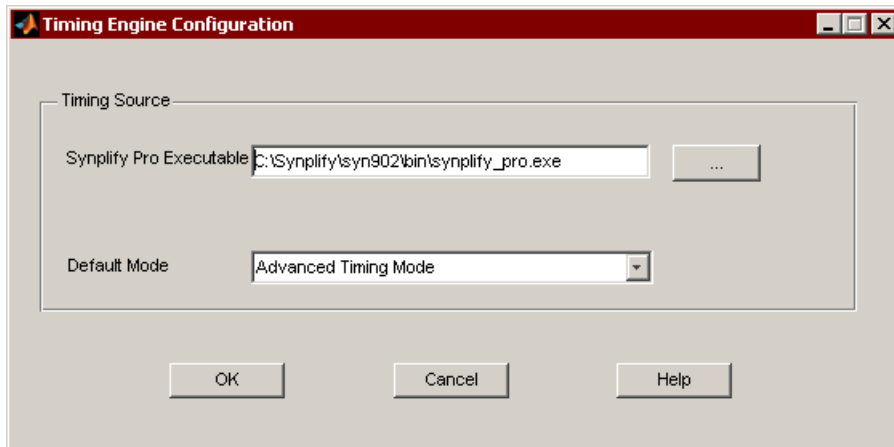 Timing Engine Configuration
Timing Source
Synplify Pro Executable C:\Synplify\syn902\bin\synplify_pro.exe ...
Default Mode Advanced Timing Mode
OK Cancel Help